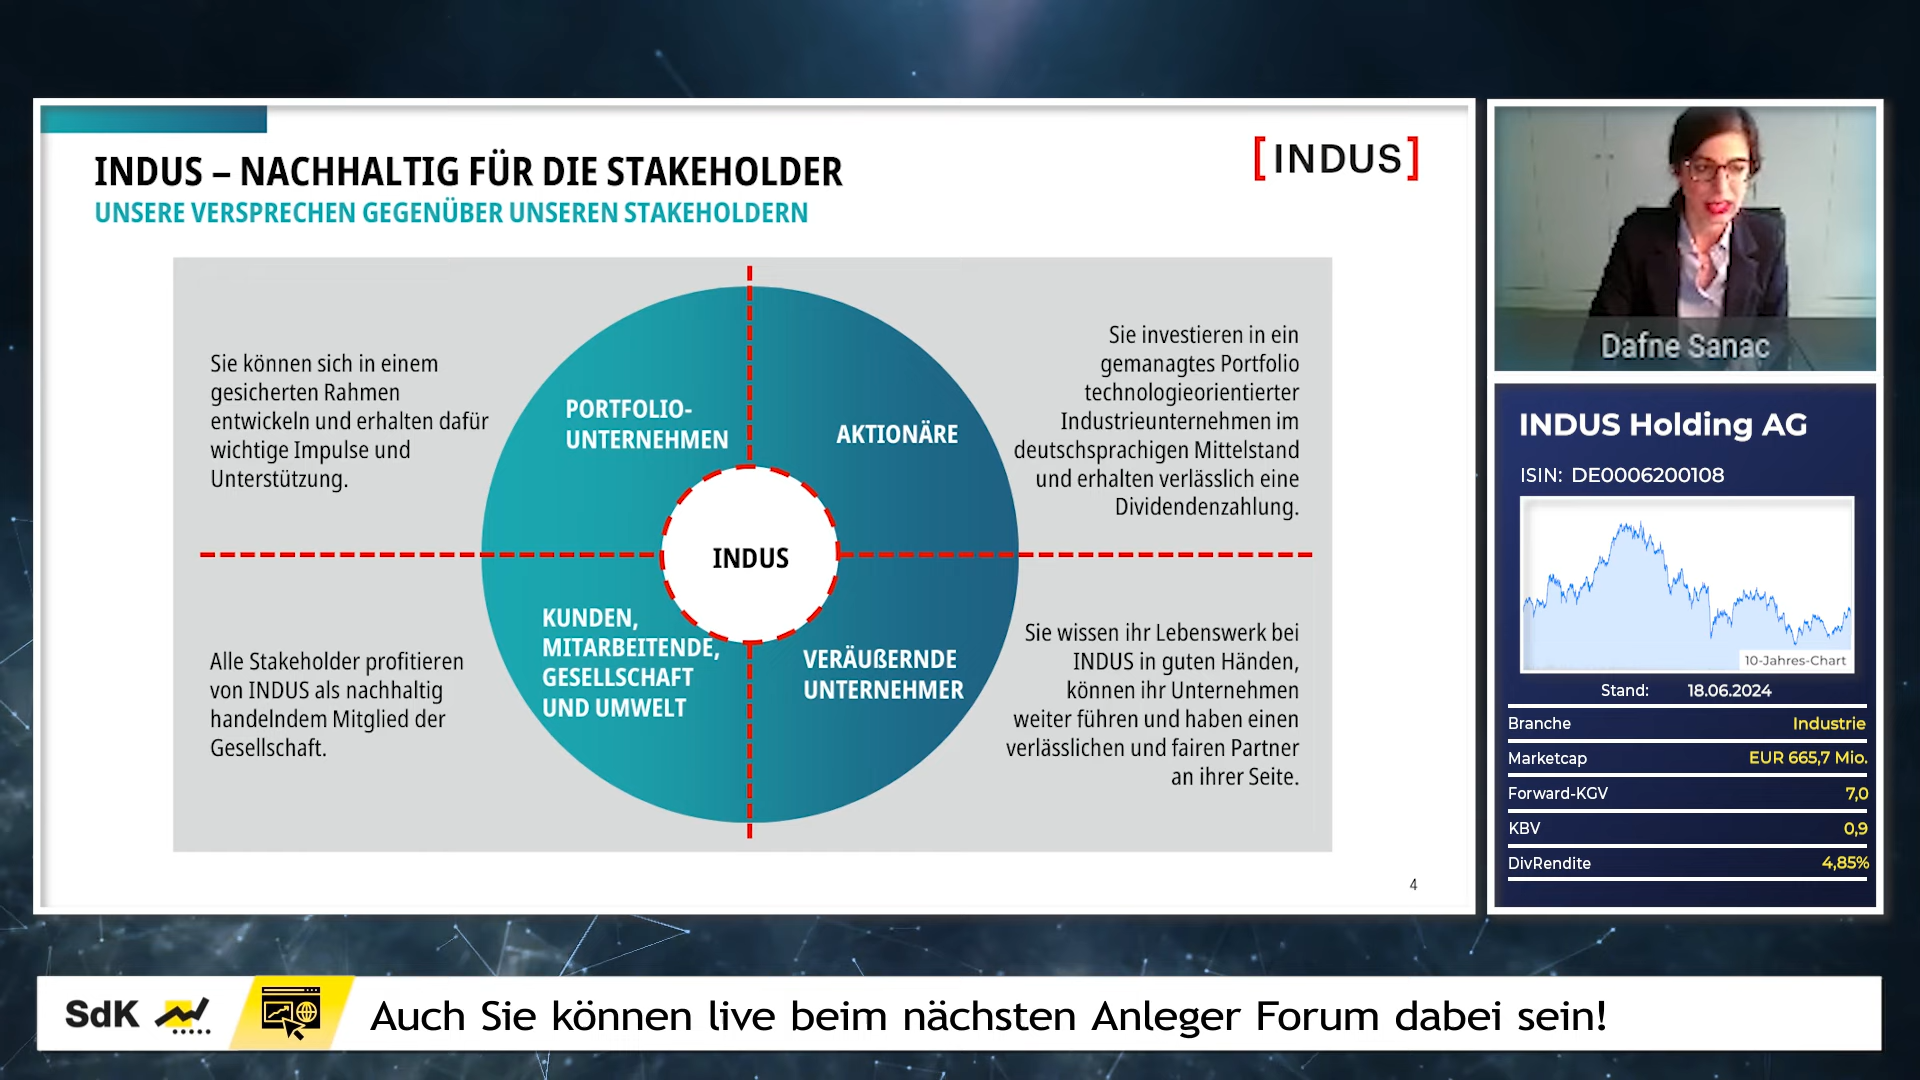 INDUS – NACHHALTIG FÜR DIE STAKEHOLDER
UNSERE VERSPRECHEN GEGENÜBER UNSEREN STAKEHOLDERN
[INDUS]
Sie können sich in einem
gesicherten Rahmen
entwickeln und erhalten dafür
wichtige Impulse und
Unterstützung.
PORTFOLIO-
UNTERNEHMEN
AKTIONÄRE
Sie investieren in ein
gemanagtes Portfolio
technologieorientierter
Industrieunternehmen im
deutschsprachigen Mittelstand
und erhalten verlässlich eine
Dividendenzahlung.
INDUS
Alle Stakeholder profitieren
von INDUS als nachhaltig
handelndem Mitglied der
Gesellschaft.
KUNDEN,
MITARBEITENDE,
GESELLSCHAFT
UND UMWELT
VERÄUßERNDE
UNTERNEHMER
Sie wissen ihr Lebenswerk bei
INDUS in guten Händen,
können ihr Unternehmen
weiter führen und haben einen
verlässlichen und fairen Partner
an ihrer Seite.
4
Dafne Sanac
INDUS Holding AG
ISIN: DE0006200108
10-Jahres-Chart
Stand: 18.06.2024
Branche Industrie
Marketcap EUR 665,7 Mio.
Forward-KGV 7,0
KBV 0,9
DivRendite 4,85%
SdK
Auch Sie können live beim nächsten Anleger Forum dabei sein!